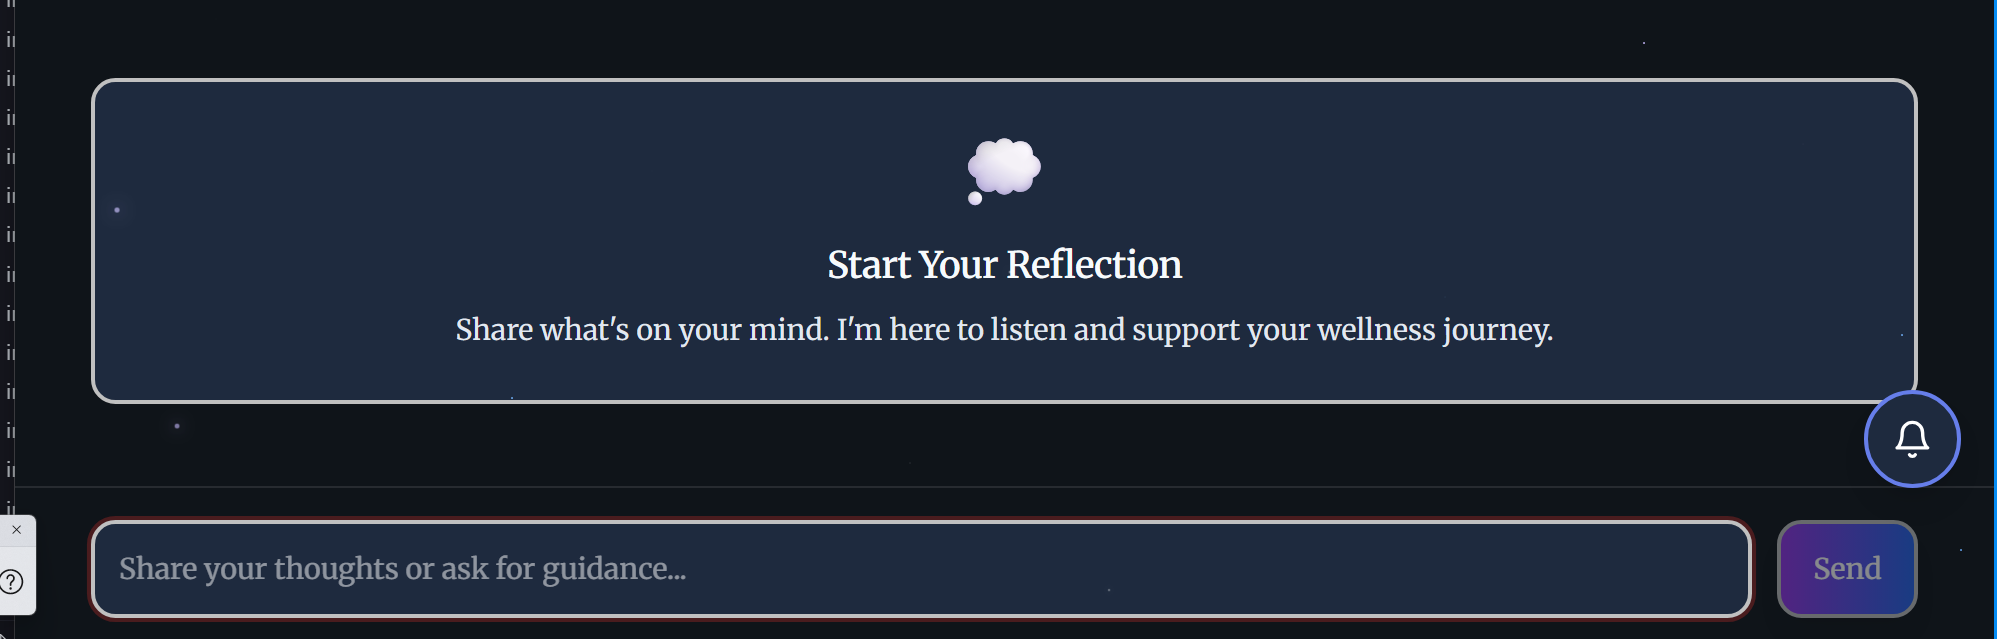 Start Your Reflection
Share what's on your mind. I'm here to listen and support your wellness journey.
Share your thoughts or ask for guidance...
Send